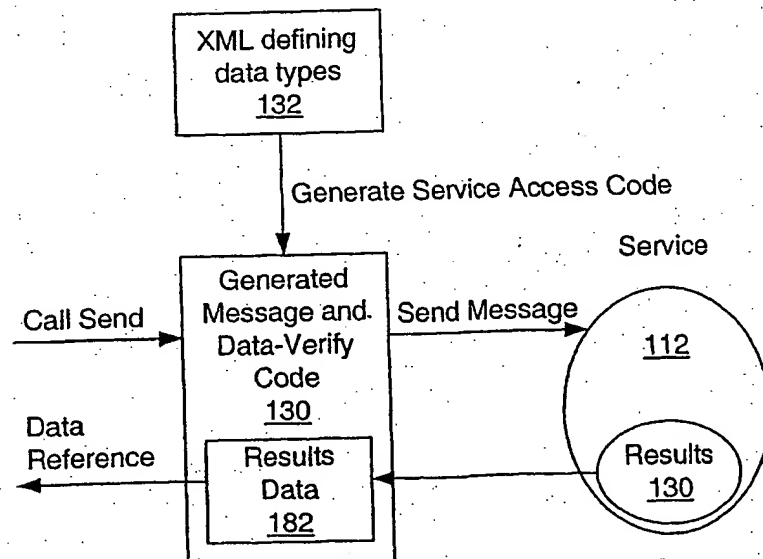 XML defining
data types
132
Generate Service Access Code
Service
Generated
Message and
Data-Verify
Code
130
Call Send
Send Message
112
Data
Reference
Results
Data
182
Results
130